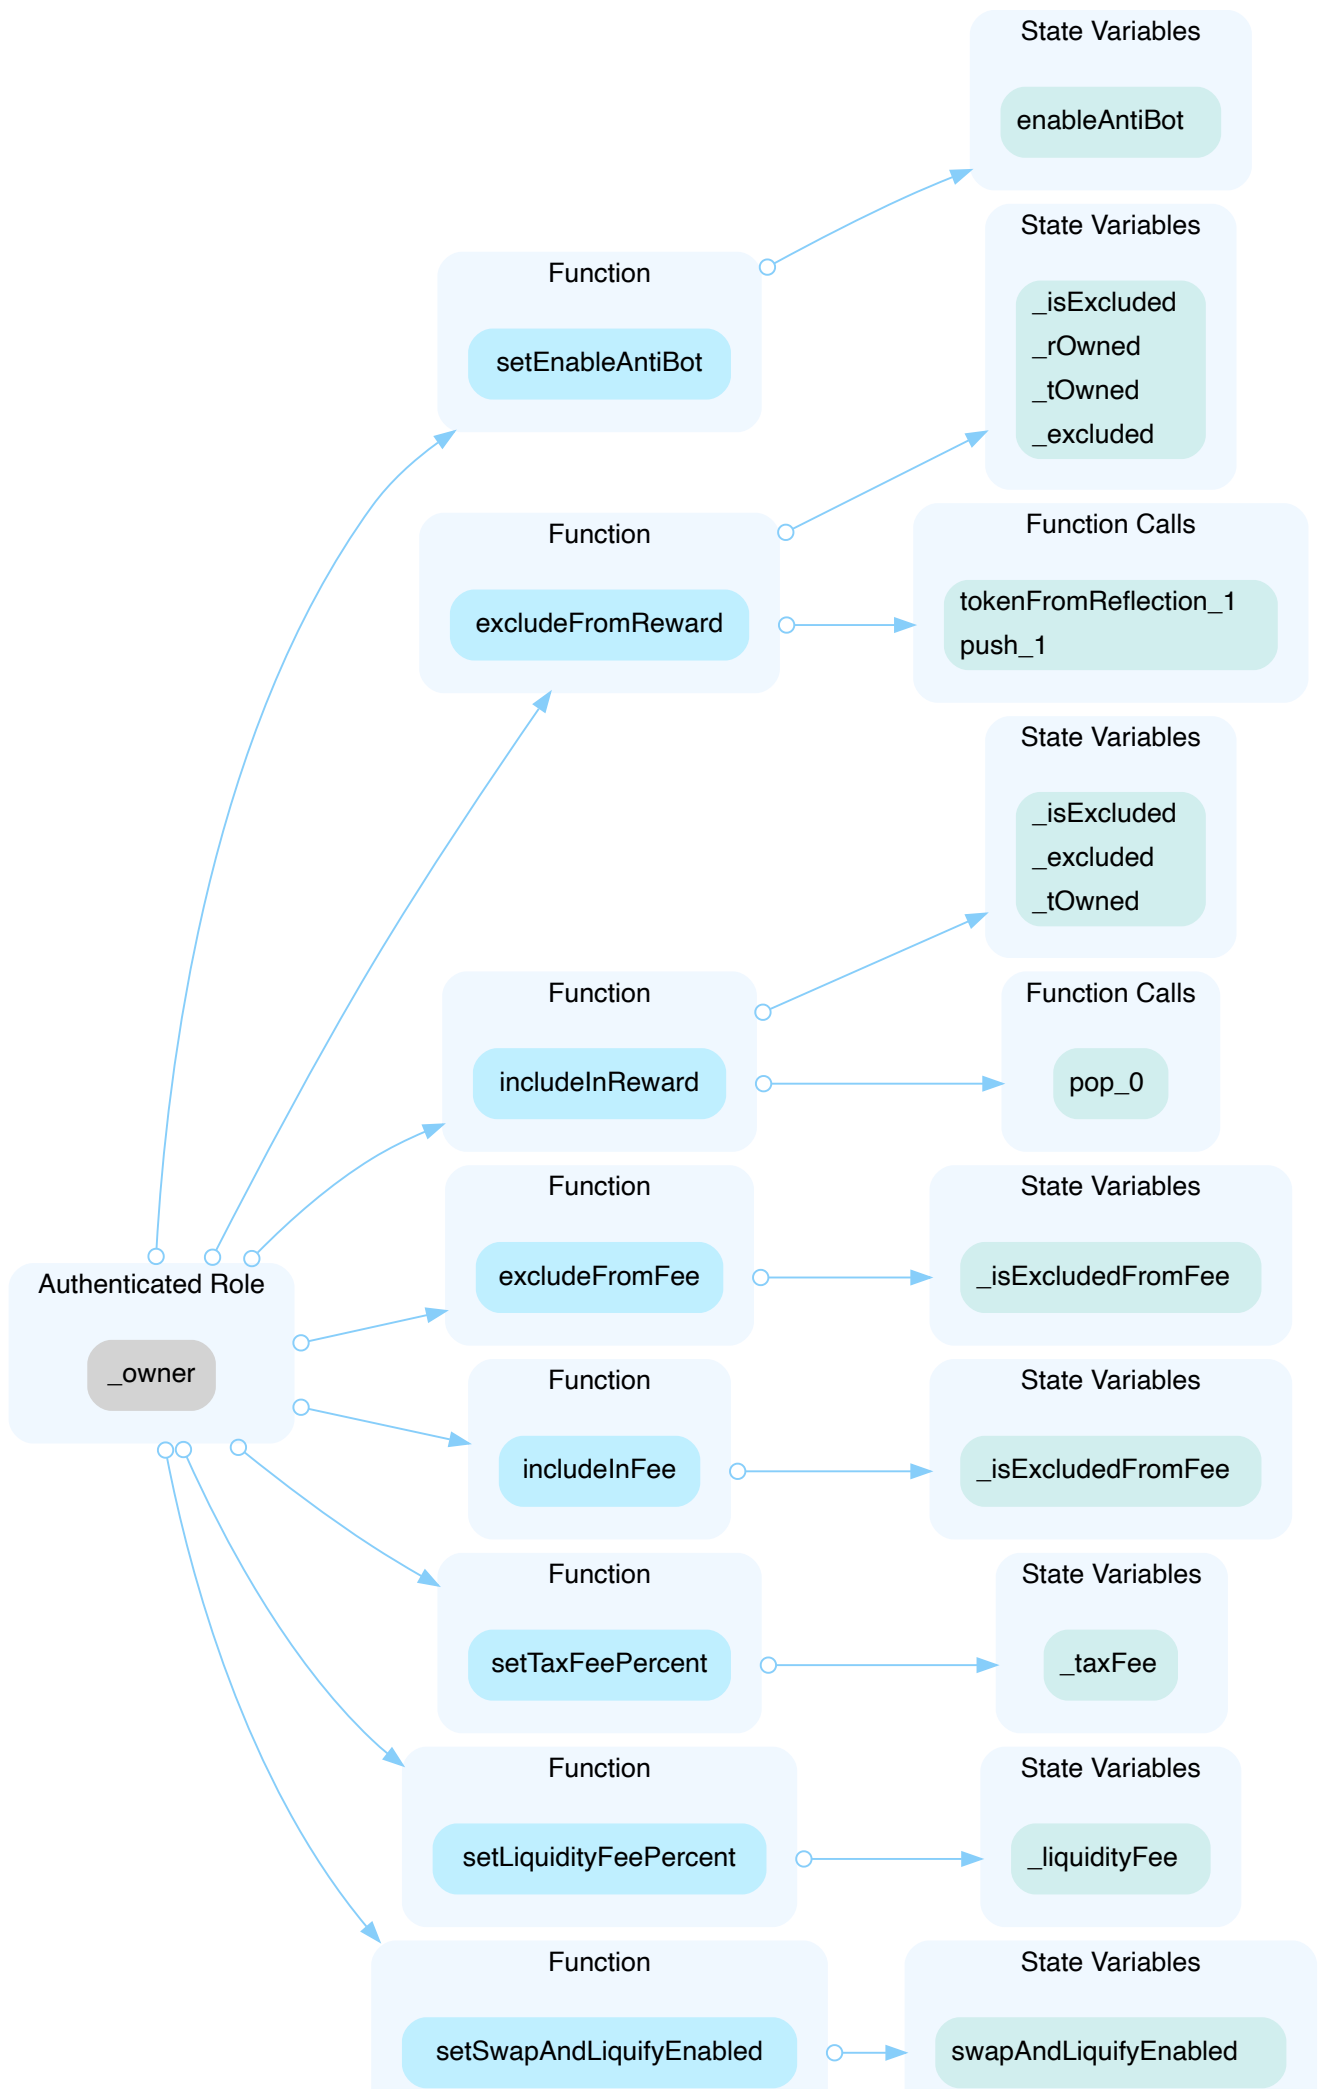 State Variables
enableAntiBot
State Variables
_isExcluded
_rOwned
_tOwned
_excluded
Function
setEnableAntiBot
Function
excludeFromReward
Function Calls
tokenFromReflection_1
push_1
State Variables
_isExcluded
_excluded
_tOwned
Function
includeInReward
Function Calls
pop_0
Function
excludeFromFee
State Variables
_isExcludedFromFee
Authenticated Role
_owner
Function
includeInFee
State Variables
_isExcludedFromFee
Function
setTaxFeePercent
State Variables
_taxFee
Function
setLiquidityFeePercent
State Variables
_liquidityFee
Function
setSwapAndLiquifyEnabled
State Variables
swapAndLiquifyEnabled